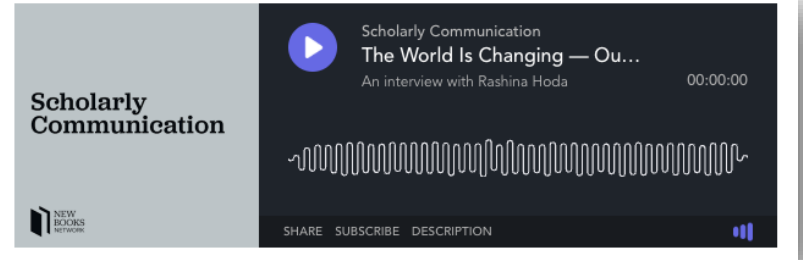 Scholarly
Communication
NEW
BOOKS
NETWORK
Scholarly Communication
The World Is Changing — Ou...
An interview with Rashina Hoda
00:00:00
SHARE SUBSCRIBE DESCRIPTION